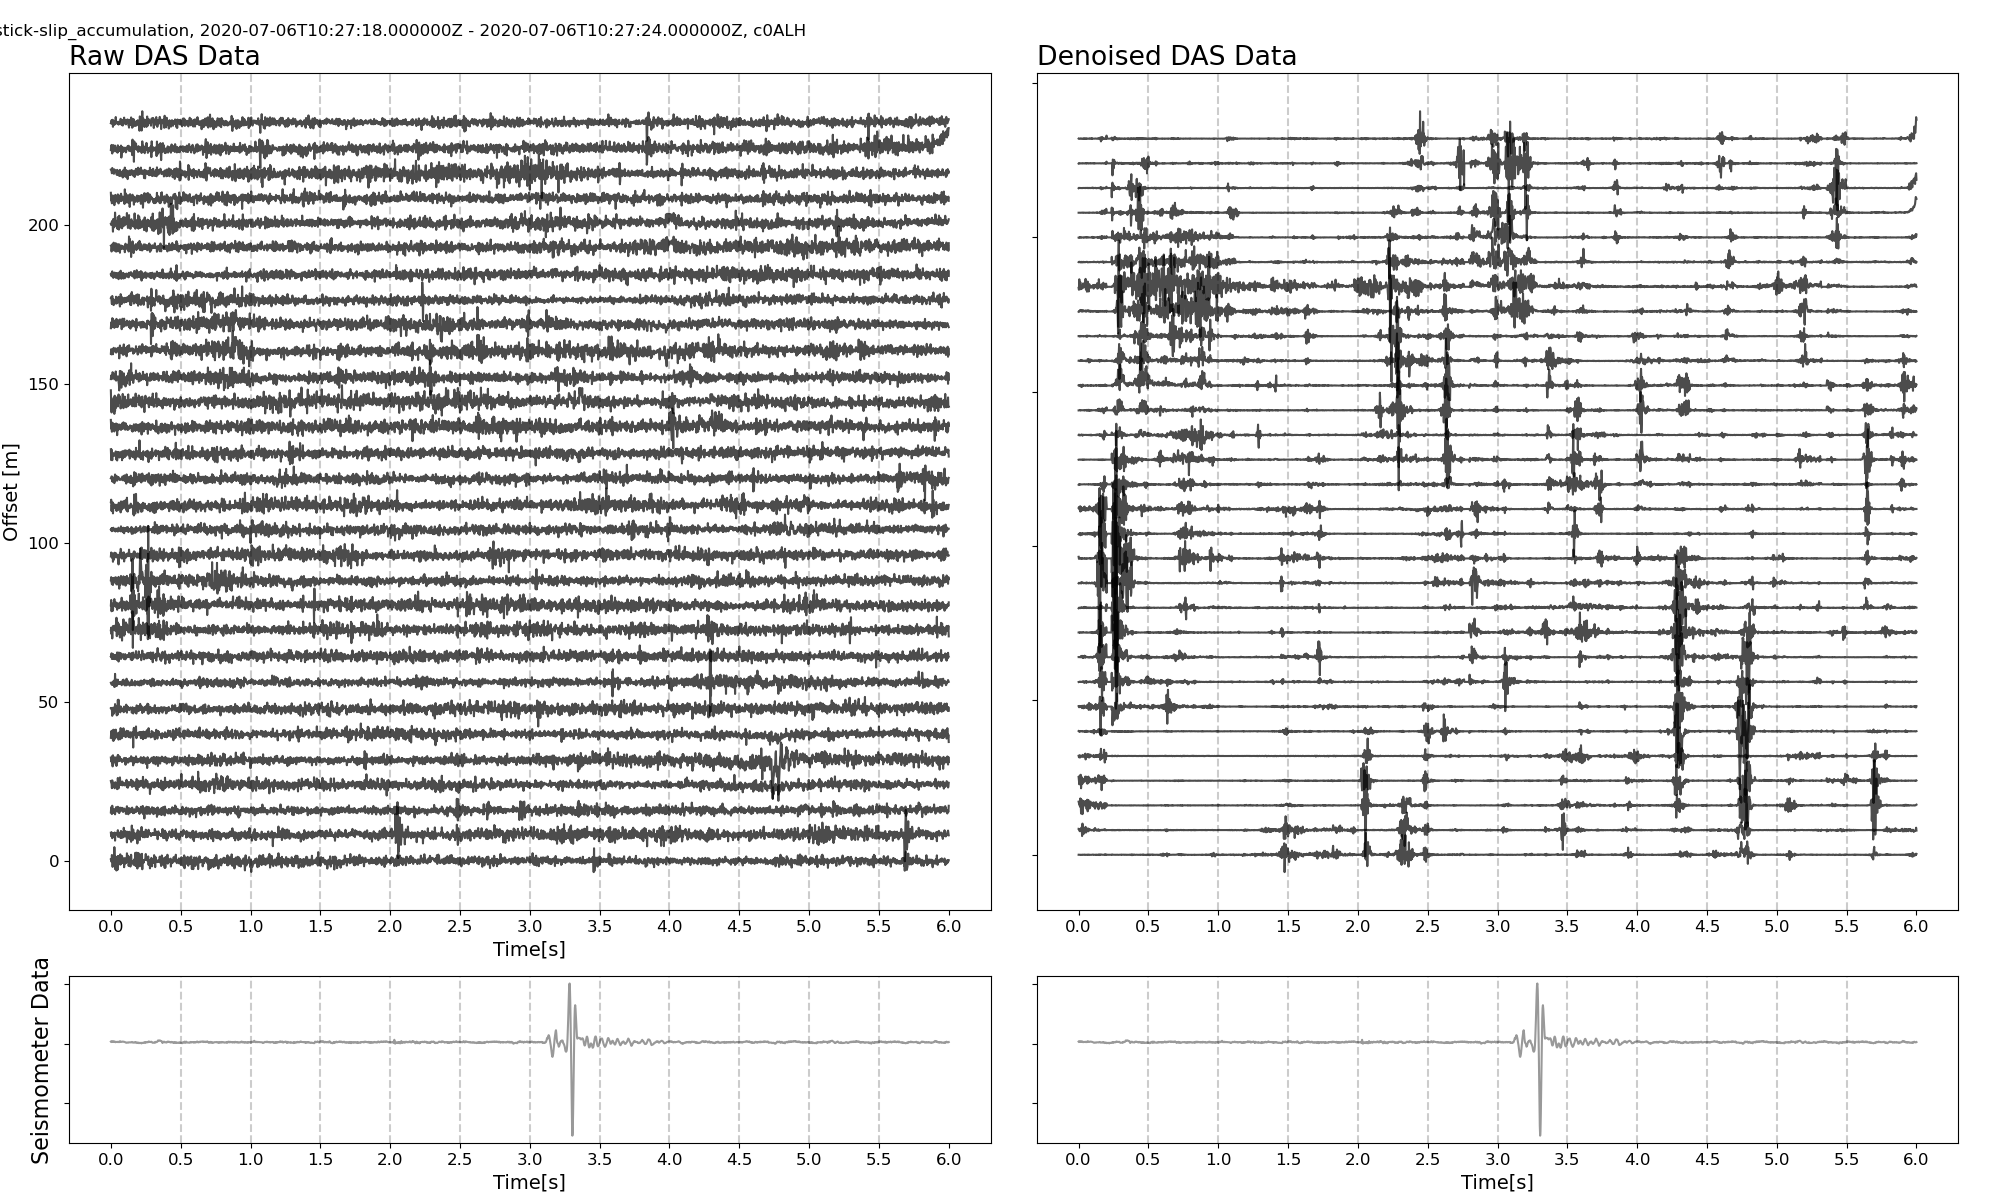 stick-slip_accumulation, 2020-07-06T10:27:18.000000Z - 2020-07-06T10:27:24.000000Z, c0ALH
Raw DAS Data
Denoised DAS Data
Offset [m]
200
150
100
50
0
0.0 0.5 1.0 1.5 2.0 2.5 3.0 3.5 4.0 4.5 5.0 5.5 6.0
Time[s]
0.0 0.5 1.0 1.5 2.0 2.5 3.0 3.5 4.0 4.5 5.0 5.5 6.0
Seismometer Data
0.0 0.5 1.0 1.5 2.0 2.5 3.0 3.5 4.0 4.5 5.0 5.5 6.0
Time[s]
0.0 0.5 1.0 1.5 2.0 2.5 3.0 3.5 4.0 4.5 5.0 5.5 6.0
Time[s]